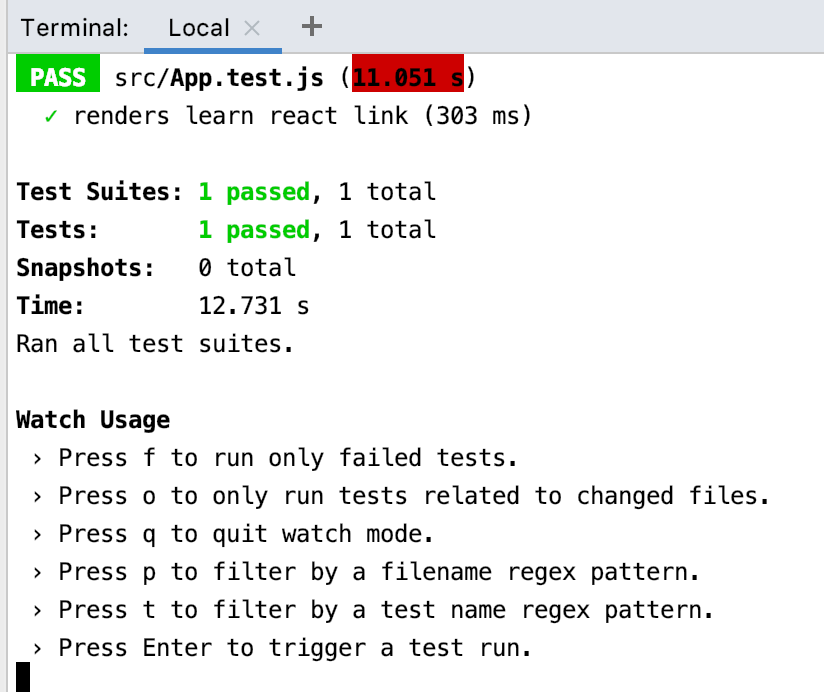 Terminal: Local × +
PASS src/App.test.js (11.051 s)
✓ renders learn react link (303 ms)
Test Suites: 1 passed, 1 total
Tests: 1 passed, 1 total
Snapshots: 0 total
Time: 12.731 s
Ran all test suites.
Watch Usage
› Press f to run only failed tests.
› Press o to only run tests related to changed files.
› Press q to quit watch mode.
› Press p to filter by a filename regex pattern.
› Press t to filter by a test name regex pattern.
› Press Enter to trigger a test run.